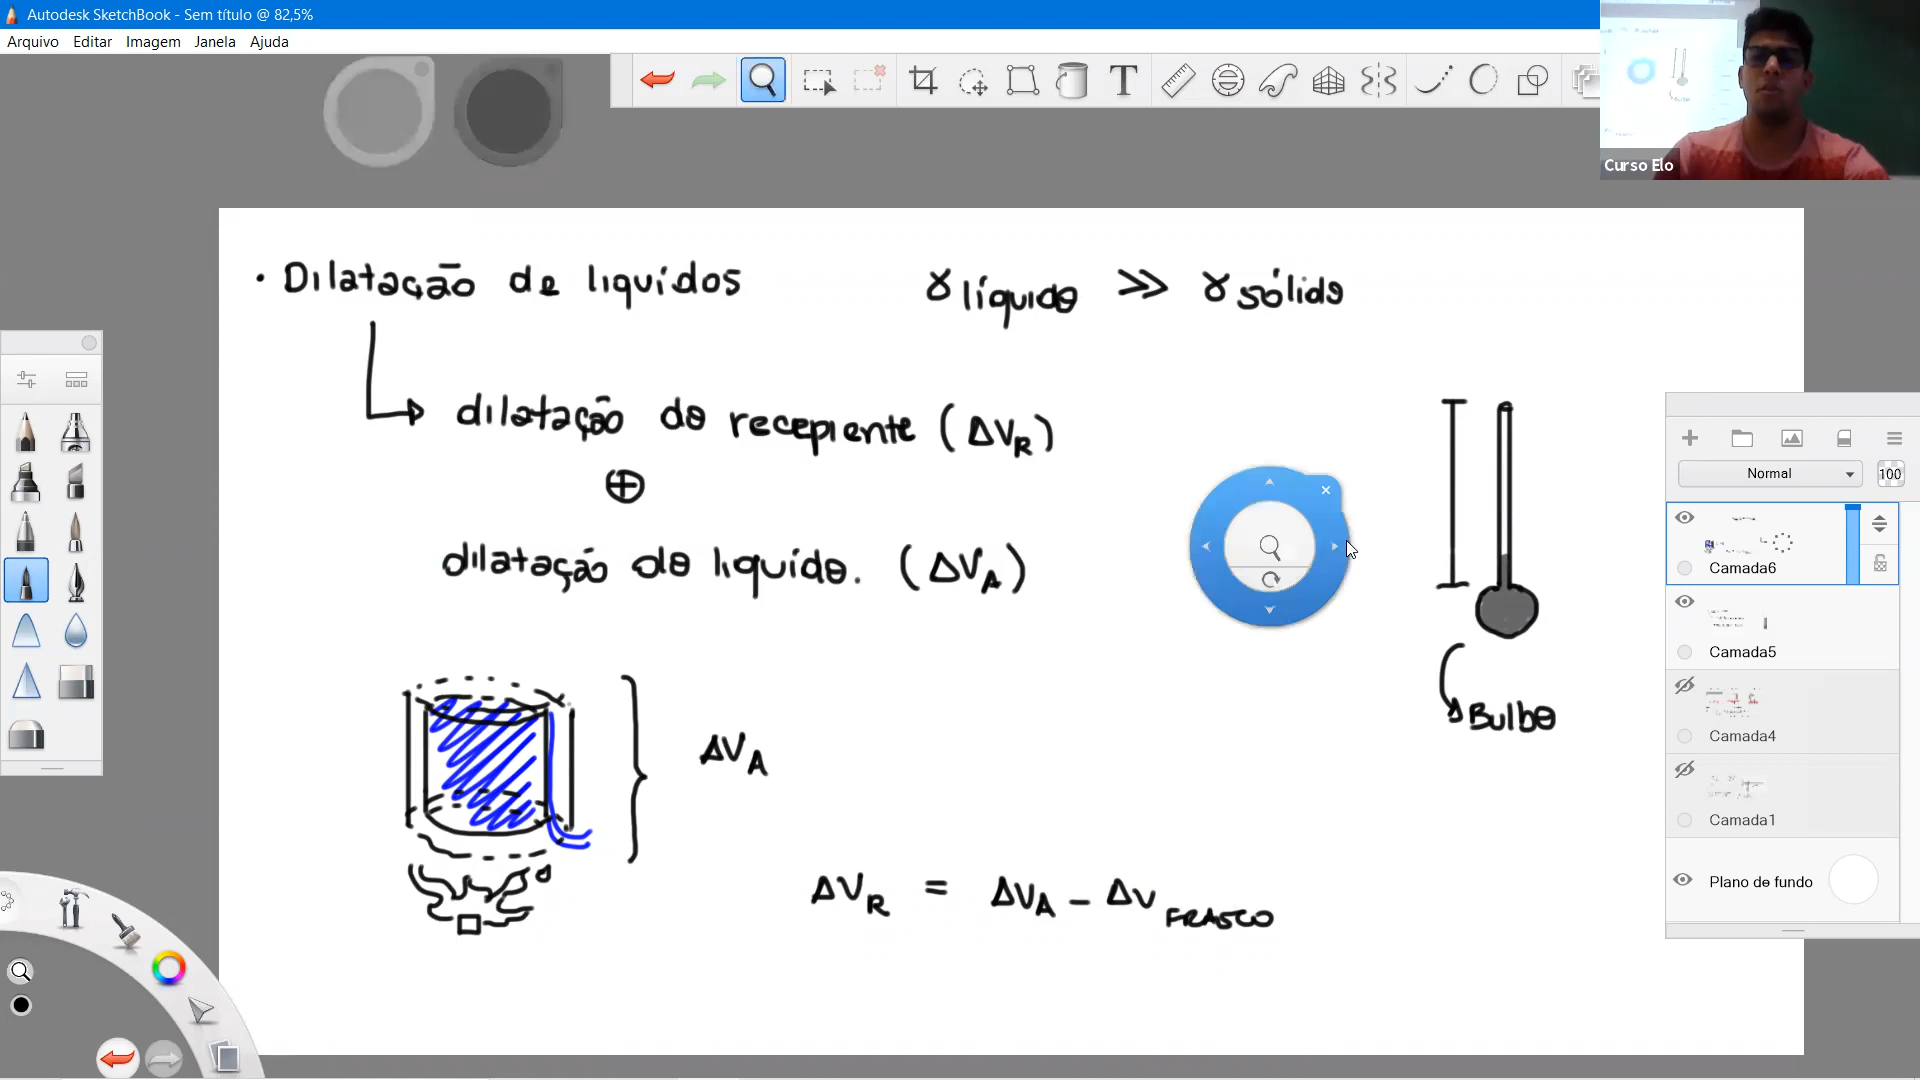 Autodesk SketchBook - Sem título @ 82,5%
Arquivo Editar Imagem Janela Ajuda
T
Curso Elo
• Dilatação de líquidos
γ líquido >> γ sólido
dilatação do recepiente (ΔV_R)
⊕
dilatação do líquido. (ΔV_A)
Bulbo
ΔV_A
ΔV_R = ΔV_A - ΔV FRASCO
Normal 100
Camada6
Camada5
Camada4
Camada1
Plano de fundo